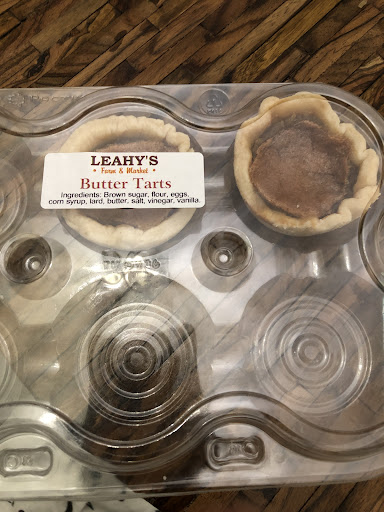 LEAHY'S
• Farm & Market •
Butter Tarts
Ingredients: Brown sugar, flour, eggs,
corn syrup, lard, butter, salt, vinegar, vanilla.